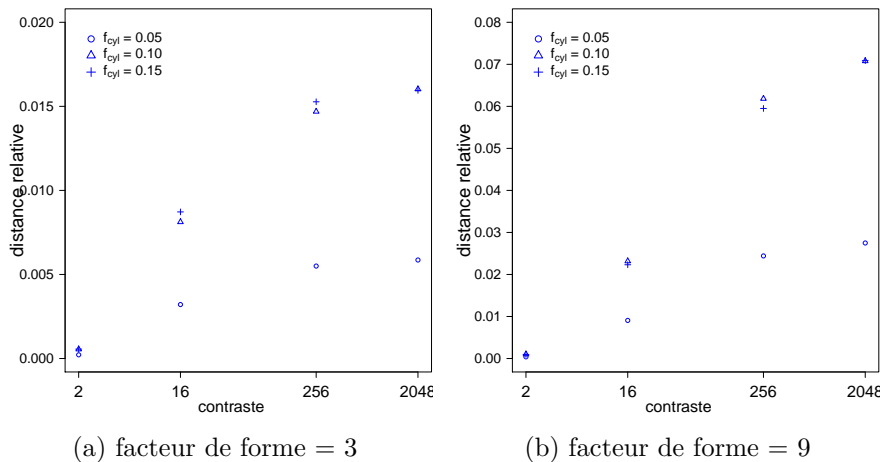 0.020
0.015
0.010
0.005
0.000
distance relative
f_cyl = 0.05
f_cyl = 0.10
f_cyl = 0.15
2 16 256 2048
contraste
(a) facteur de forme = 3
0.08
0.07
0.06
0.05
0.04
0.03
0.02
0.01
0.00
distance relative
f_cyl = 0.05
f_cyl = 0.10
f_cyl = 0.15
2 16 256 2048
contraste
(b) facteur de forme = 9